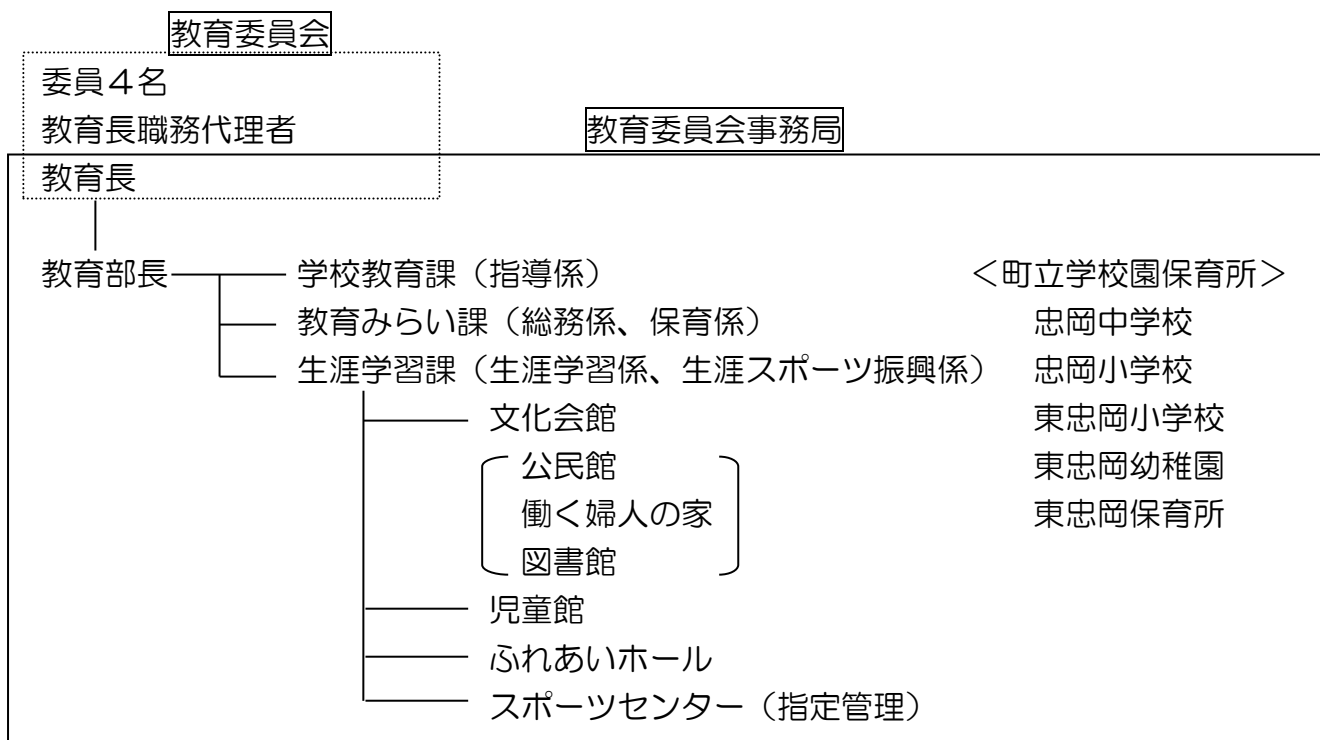 教育委員会
委員４名
教育長職務代理者
教育委員会事務局
教育長
教育部長
学校教育課（指導係）
＜町立学校園保育所＞
教育みらい課（総務係、保育係）
忠岡中学校
生涯学習課（生涯学習係、生涯スポーツ振興係）
忠岡小学校
文化会館
東忠岡小学校
公民館
東忠岡幼稚園
働く婦人の家
東忠岡保育所
図書館
児童館
ふれあいホール
スポーツセンター（指定管理）